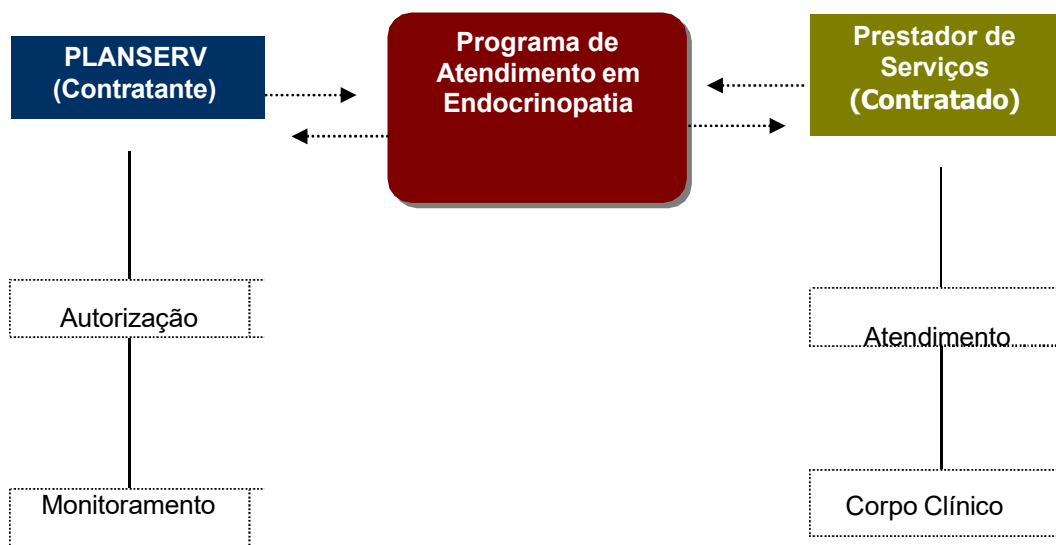 PLANSERV
(Contratante)
Programa de
Atendimento em
Endocrinopatia
Prestador de
Serviços
(Contratado)
Autorização
Atendimento
Monitoramento
Corpo Clínico